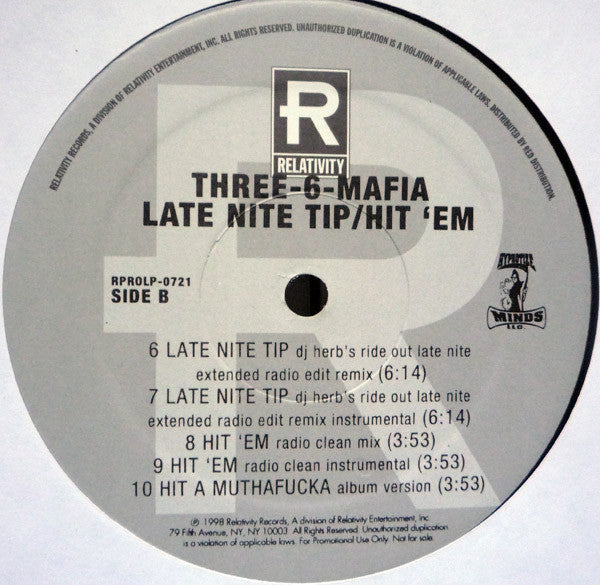 RELATIVITY RECORDS, A DIVISION OF RELATIVITY ENTERTAINMENT, INC. ALL RIGHTS RESERVED. UNAUTHORIZED DUPLICATION IS A VIOLATION OF APPLICABLE LAWS. DISTRIBUTED BY RED DISTRIBUTION.
R
RELATIVITY
THREE-6-MAFIA
LATE NITE TIP/HIT ‘EM
RPROLP-0721
SIDE B
HYPNOTIZE
MINDS
LLC.
6 LATE NITE TIP dj herb's ride out late nite
extended radio edit remix (6:14)
7 LATE NITE TIP dj herb's ride out late nite
extended radio edit remix instrumental (6:14)
8 HIT ‘EM radio clean mix (3:53)
9 HIT ‘EM radio clean instrumental (3:53)
10 HIT A MUTHAFUCKA album version (3:53)
℗ 1998 Relativity Records, A division of Relativity Entertainment, Inc
79 Fifth Avenue, NY, NY 10003 All Rights Reserved. Unauthorized duplication
is a violation of applicable laws. For Promotional Use Only. Not for sale.